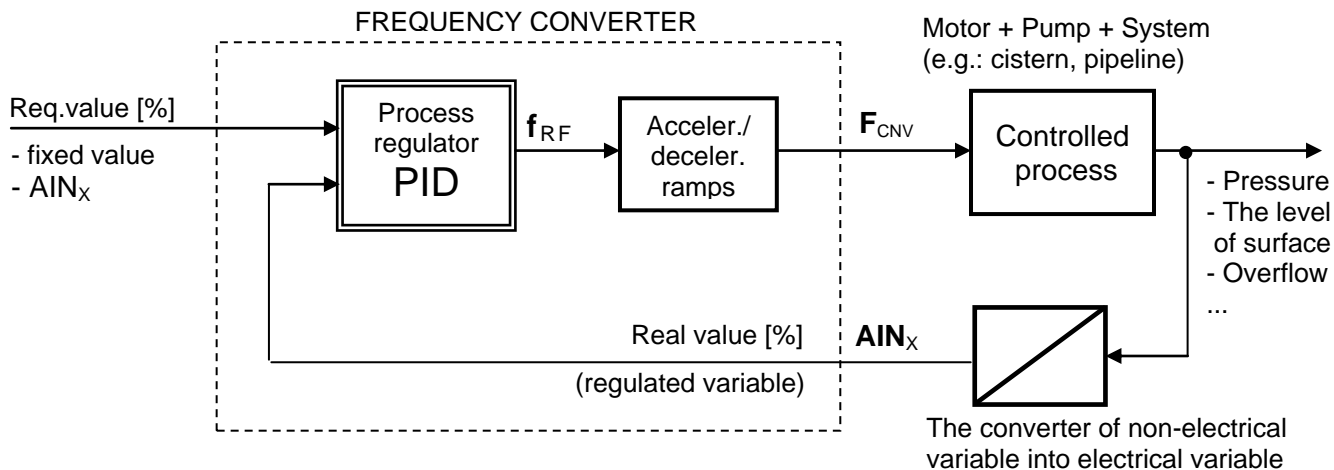 FREQUENCY CONVERTER
Motor + Pump + System
(e.g.: cistern, pipeline)
Req.value [%]
- fixed value
- AINX
Process
regulator
PID
fRF
Acceler./
deceler.
ramps
FCNV
Controlled
process
- Pressure
- The level
of surface
- Overflow
...
Real value [%]
(regulated variable)
AINX
The converter of non-electrical
variable into electrical variable